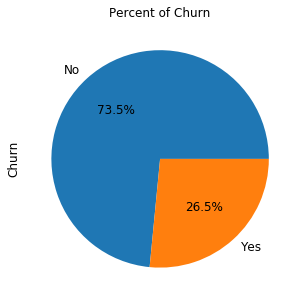 Percent of Churn
No
73.5%
Churn
26.5%
Yes